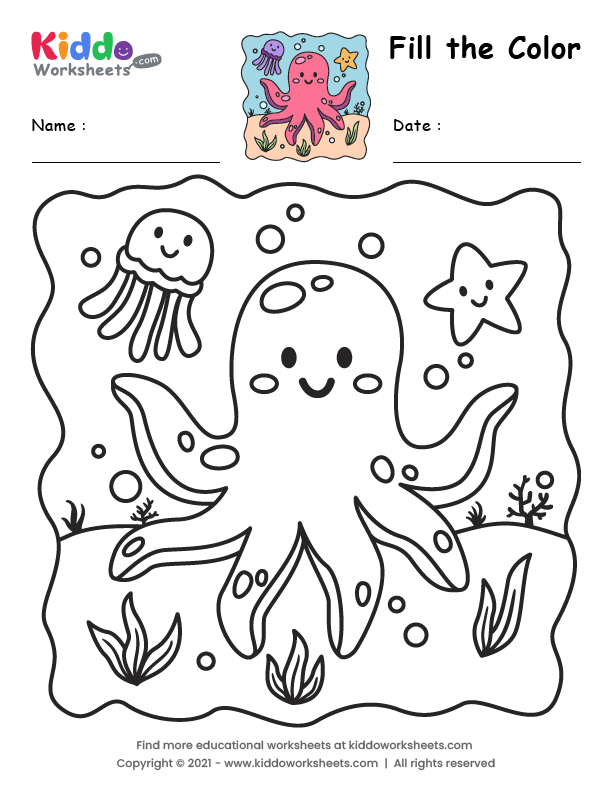 Kiddo
Worksheets.com
Fill the Color
Name :
Date :
Find more educational worksheets at kiddoworksheets.com
Copyright © 2021 - www.kiddoworksheets.com | All rights reserved